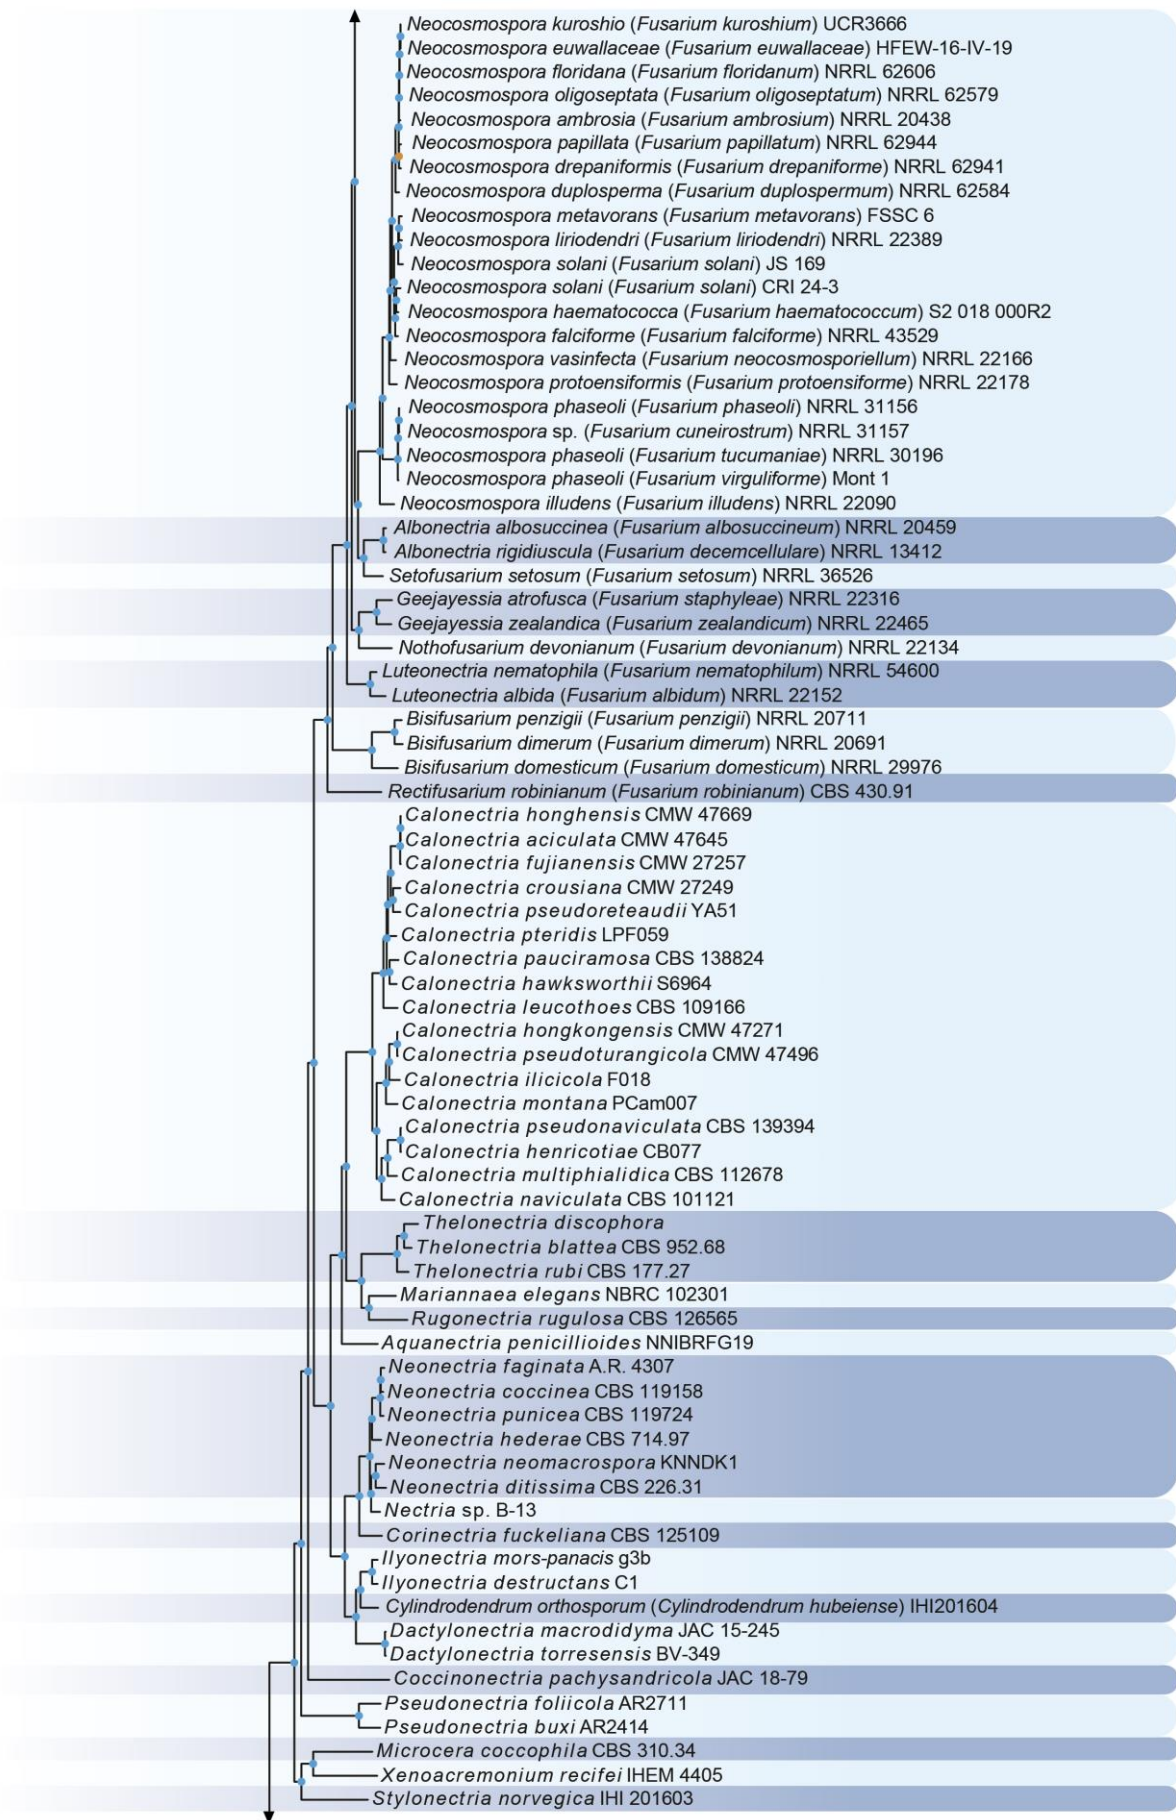 Neocosmospora kuroshio (Fusarium kuroshium) UCR3666
Neocosmospora euwallaceae (Fusarium euwallaceae) HFEW-16-IV-19
Neocosmospora floridana (Fusarium floridanum) NRRL 62606
Neocosmospora oligoseptata (Fusarium oligoseptatum) NRRL 62579
Neocosmospora ambrosia (Fusarium ambrosium) NRRL 20438
Neocosmospora papillata (Fusarium papillatum) NRRL 62944
Neocosmospora drepaniformis (Fusarium drepaniforme) NRRL 62941
Neocosmospora duplosperma (Fusarium duplospermum) NRRL 62584
Neocosmospora metavorans (Fusarium metavorans) FSSC 6
Neocosmospora liriodendri (Fusarium liriodendri) NRRL 22389
Neocosmospora solani (Fusarium solani) JS 169
Neocosmospora solani (Fusarium solani) CRI 24-3
Neocosmospora haematococca (Fusarium haematococcum) S2 018 000R2
Neocosmospora falciforme (Fusarium falciforme) NRRL 43529
Neocosmospora vasinfecta (Fusarium neocosmosporiellum) NRRL 22166
Neocosmospora protoensiformis (Fusarium protoensiforme) NRRL 22178
Neocosmospora phaseoli (Fusarium phaseoli) NRRL 31156
Neocosmospora sp. (Fusarium cuneirostrum) NRRL 31157
Neocosmospora phaseoli (Fusarium tucumaniae) NRRL 30196
Neocosmospora phaseoli (Fusarium virguliforme) Mont 1
Neocosmospora illudens (Fusarium illudens) NRRL 22090
Albonectria albosuccinea (Fusarium albosuccineum) NRRL 20459
Albonectria rigidiuscula (Fusarium decemcellulare) NRRL 13412
Setofusarium setosum (Fusarium setosum) NRRL 36526
Geejayessia atrofusca (Fusarium staphyleae) NRRL 22316
Geejayessia zealandica (Fusarium zealandicum) NRRL 22465
Nothofusarium devonianum (Fusarium devonianum) NRRL 22134
Luteonectria nematophila (Fusarium nematophilum) NRRL 54600
Luteonectria albida (Fusarium albidum) NRRL 22152
Bisifusarium penzigii (Fusarium penzigii) NRRL 20711
Bisifusarium dimerum (Fusarium dimerum) NRRL 20691
Bisifusarium domesticum (Fusarium domesticum) NRRL 29976
Rectifusarium robinianum (Fusarium robinianum) CBS 430.91
Calonectria honghensis CMW 47669
Calonectria aciculata CMW 47645
Calonectria fujianensis CMW 27257
Calonectria crousiana CMW 27249
Calonectria pseudoreteaudii YA51
Calonectria pteridis LPF059
Calonectria pauciramosa CBS 138824
Calonectria hawksworthii S6964
Calonectria leucothoes CBS 109166
Calonectria hongkongensis CMW 47271
Calonectria pseudoturangicola CMW 47496
Calonectria ilicicola F018
Calonectria montana PCam007
Calonectria pseudonaviculata CBS 139394
Calonectria henricotiae CB077
Calonectria multiphialidica CBS 112678
Calonectria naviculata CBS 101121
Thelonectria discophora
Thelonectria blattea CBS 952.68
Thelonectria rubi CBS 177.27
Mariannaea elegans NBRC 102301
Rugonectria rugulosa CBS 126565
Aquanectria penicillioides NNIBRFG19
Neonectria faginata A.R. 4307
Neonectria coccinea CBS 119158
Neonectria punicea CBS 119724
Neonectria hederae CBS 714.97
Neonectria neomacrospora KNNDK1
Neonectria ditissima CBS 226.31
Nectria sp. B-13
Corinectria fuckeliana CBS 125109
Ilyonectria mors-panacis g3b
Ilyonectria destructans C1
Cylindrodendrum orthosporum (Cylindrodendrum hubeiense) IHI201604
Dactylonectria macrodidyma JAC 15-245
Dactylonectria torresensis BV-349
Coccinonectria pachysandricola JAC 18-79
Pseudonectria foliicola AR2711
Pseudonectria buxi AR2414
Microcera coccophila CBS 310.34
Xenoacremonium recifei IHEM 4405
Stylonectria norvegica IHI 201603